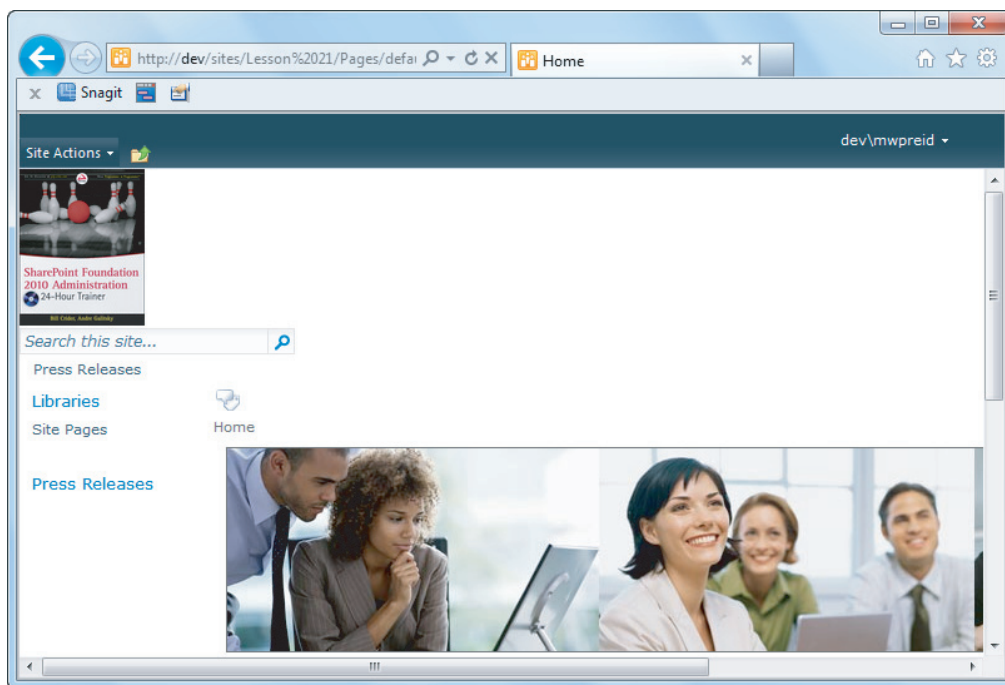 http://dev/sites/Lesson%2021/Pages/defau
Home
x Snagit
Site Actions
dev\mwpreid
SharePoint Foundation
2010 Administration
24-Hour Trainer
Search this site...
Press Releases
Libraries
Site Pages
Home
Press Releases